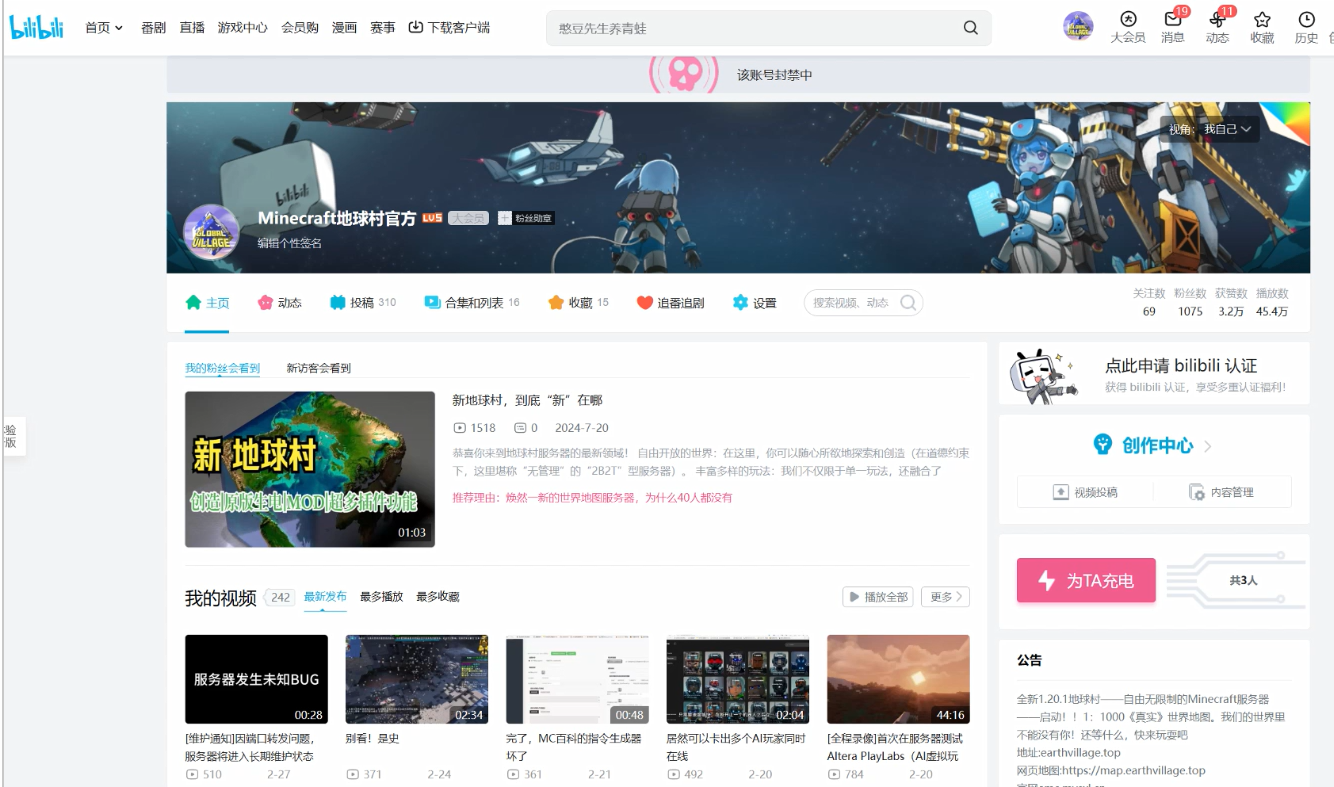 bilibili
首页 番剧 直播 游戏中心 会员购 漫画 赛事 下载客户端
憨豆先生养青蛙
19 11
大会员 消息 动态 收藏 历史
该账号封禁中
视角： 我自己
bilibili
GLOBAL VILLAGE
Minecraft地球村官方 LV5 大会员 + 粉丝勋章
编辑个性签名
主页 动态 投稿 310 合集和列表 16 收藏 15 追番追剧 设置
搜索视频、动态
关注数 粉丝数 获赞数 播放数
69 1075 3.2万 45.4万
验
版
我的粉丝会看到 新访客会看到
新 地球村
创造|原版生电|MOD|超多插件功能
01:03
新地球村，到底“新”在哪
1518 0 2024-7-20
恭喜你来到地球村服务器的最新领域！ 自由开放的世界：在这里，你可以随心所欲地探索和创造（在道德约束
下，这里堪称“无管理”的“2B2T”型服务器）。 丰富多样的玩法：我们不仅限于单一玩法，还融合了
推荐理由：焕然一新的世界地图服务器，为什么40人都没有
点此申请 bilibili 认证
获得 bilibili 认证，享受多重认证福利！
创作中心
视频投稿 内容管理
为TA充电 共3人
我的视频 242 最新发布 最多播放 最多收藏
播放全部 更多
服务器发生未知BUG
00:28
02:34
00:48
02:04
44:16
[维护通知]因端口转发问题，
服务器将进入长期维护状态
510 2-27
别看！是史
371 2-24
完了，MC百科的指令生成器
坏了
361 2-21
居然可以卡出多个AI玩家同时
在线
492 2-20
[全程录像]首次在服务器测试
Altera PlayLabs（AI虚拟玩
784 2-20
公告
全新1.20.1地球村——自由无限制的Minecraft服务器
——启动！！1：1000《真实》世界地图。我们的世界里
不能没有你！还等什么，快来玩耍吧
地址:earthvillage.top
网页地图:https://map.earthvillage.top